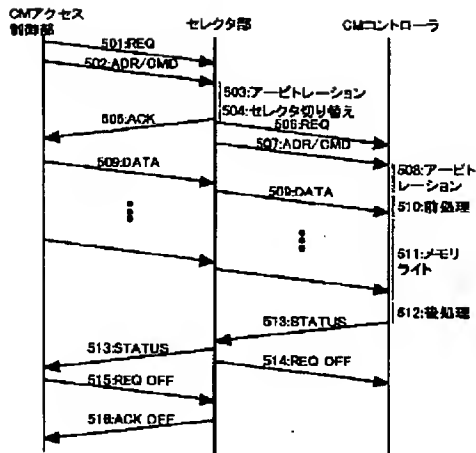 CMアクセス
制御部
セレクタ部
CMコントローラ
501:REQ
502:ADR/CMD
503:アービトレーション
504:セレクタ切り替え
505:ACK
506:REQ
507:ADR/CMD
508:アービト
レーション
509:DATA
509:DATA
510:前処理
511:メモリ
ライト
512:後処理
513:STATUS
513:STATUS
514:REQ OFF
515:REQ OFF
516:ACK OFF